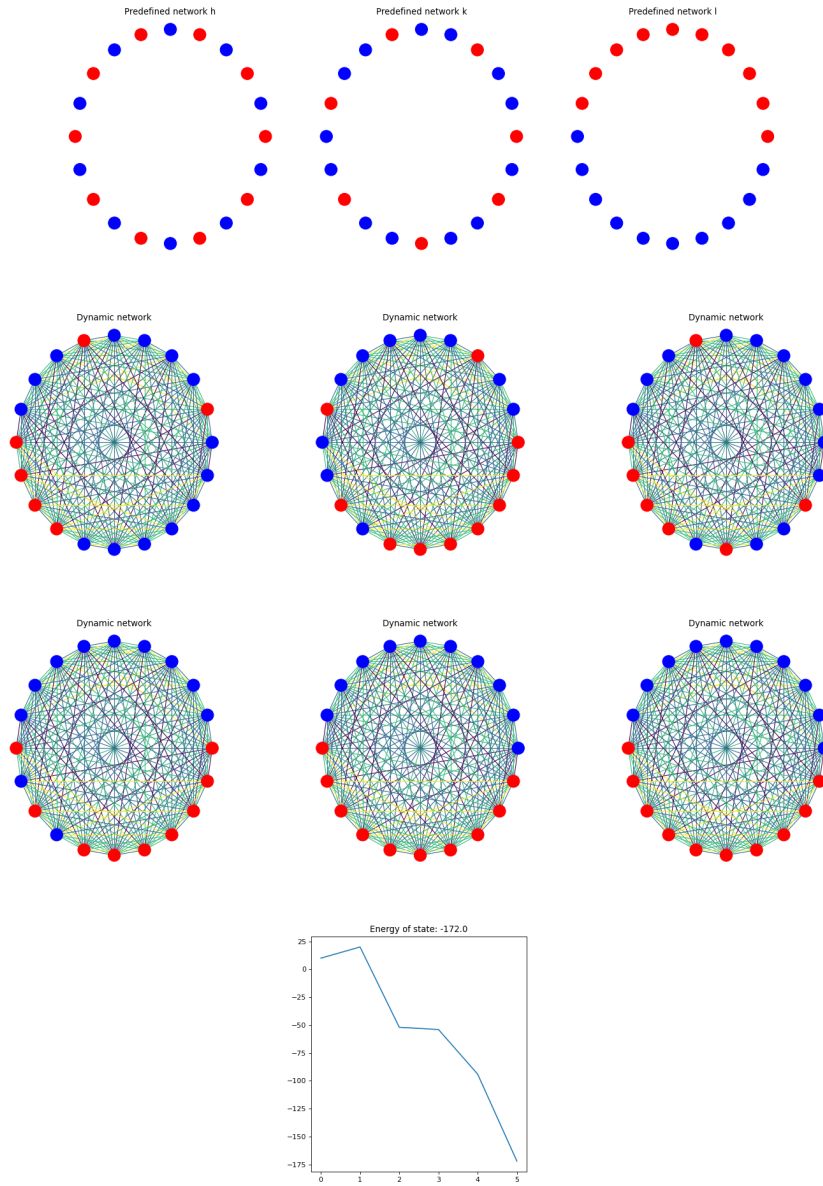 Predefined network h
Predefined network k
Predefined network l
Dynamic network
Dynamic network
Dynamic network
Dynamic network
Dynamic network
Dynamic network
Energy of state: -172.0
25
0
−25
−50
−75
−100
−125
−150
−175
0 1 2 3 4 5